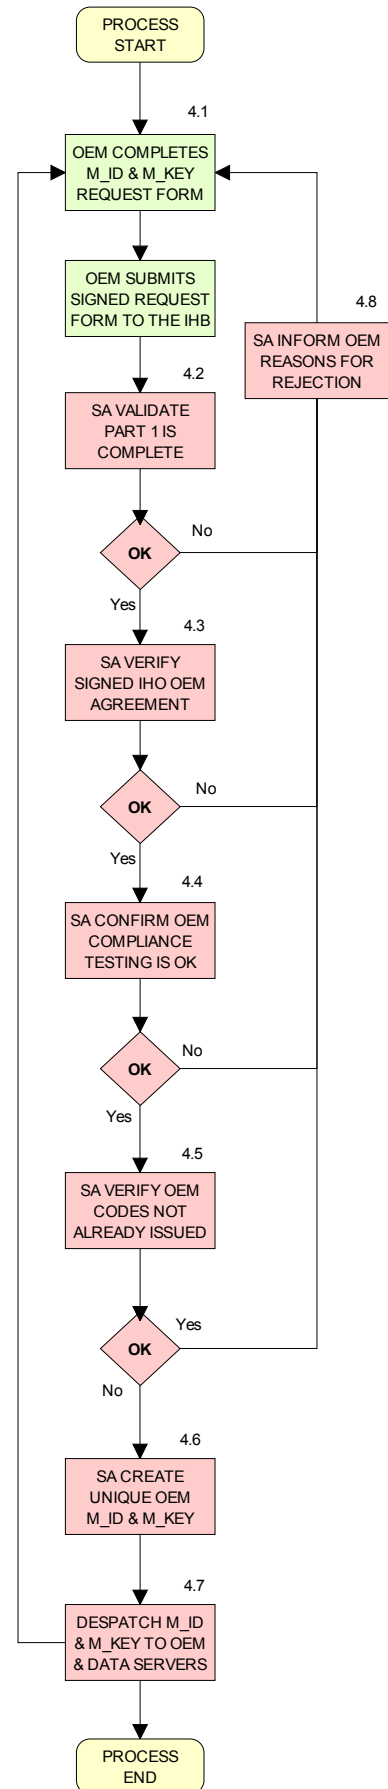 PROCESS
START
4.1
OEM COMPLETES
M_ID & M_KEY
REQUEST FORM
OEM SUBMITS
SIGNED REQUEST
FORM TO THE IHB
4.8
SA INFORM OEM
REASONS FOR
REJECTION
4.2
SA VALIDATE
PART 1 IS
COMPLETE
OK
No
Yes
4.3
SA VERIFY
SIGNED IHO OEM
AGREEMENT
OK
No
Yes
4.4
SA CONFIRM OEM
COMPLIANCE
TESTING IS OK
OK
No
Yes
4.5
SA VERIFY OEM
CODES NOT
ALREADY ISSUED
OK
Yes
No
4.6
SA CREATE
UNIQUE OEM
M_ID & M_KEY
4.7
DESPATCH M_ID
& M_KEY TO OEM
& DATA SERVERS
PROCESS
END